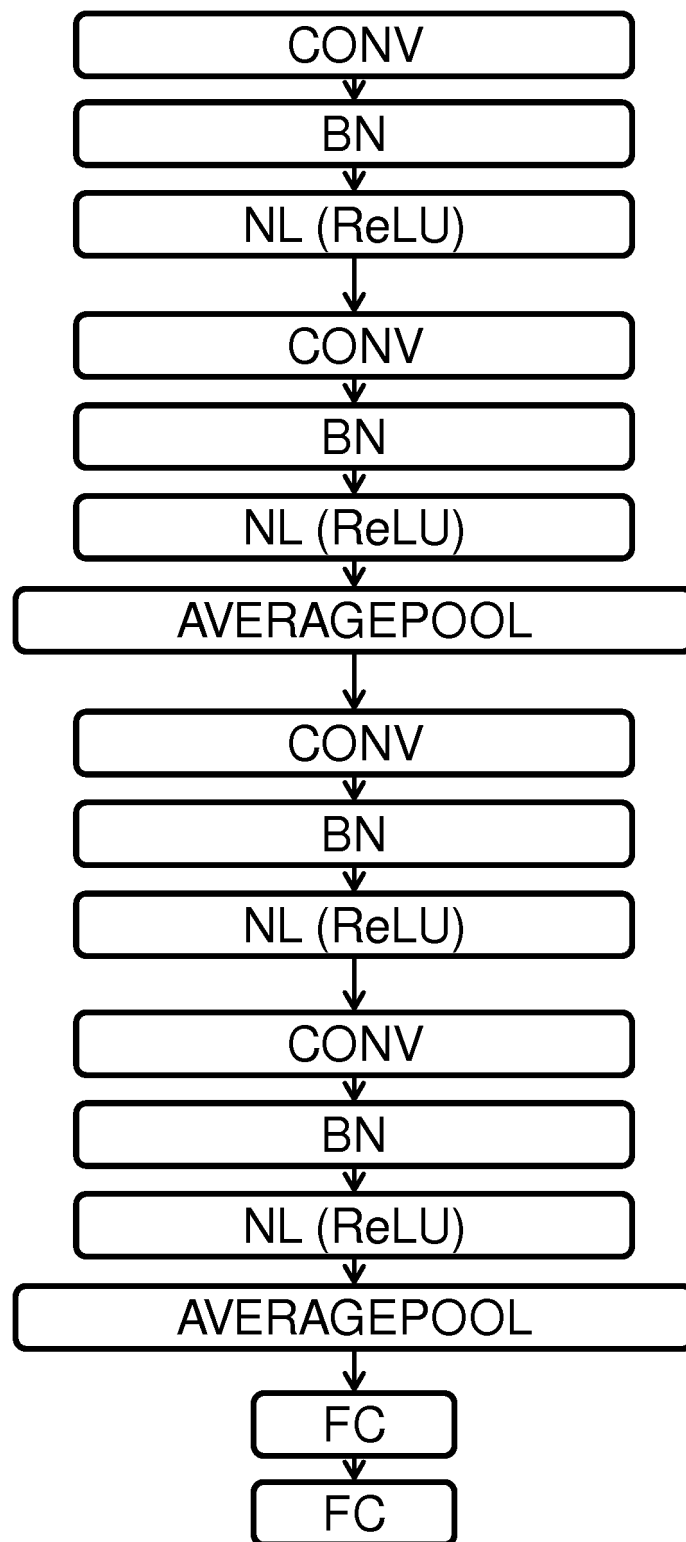 CONV
BN
NL (ReLU)
CONV
BN
NL (ReLU)
AVERAGEPOOL
CONV
BN
NL (ReLU)
CONV
BN
NL (ReLU)
AVERAGEPOOL
FC
FC